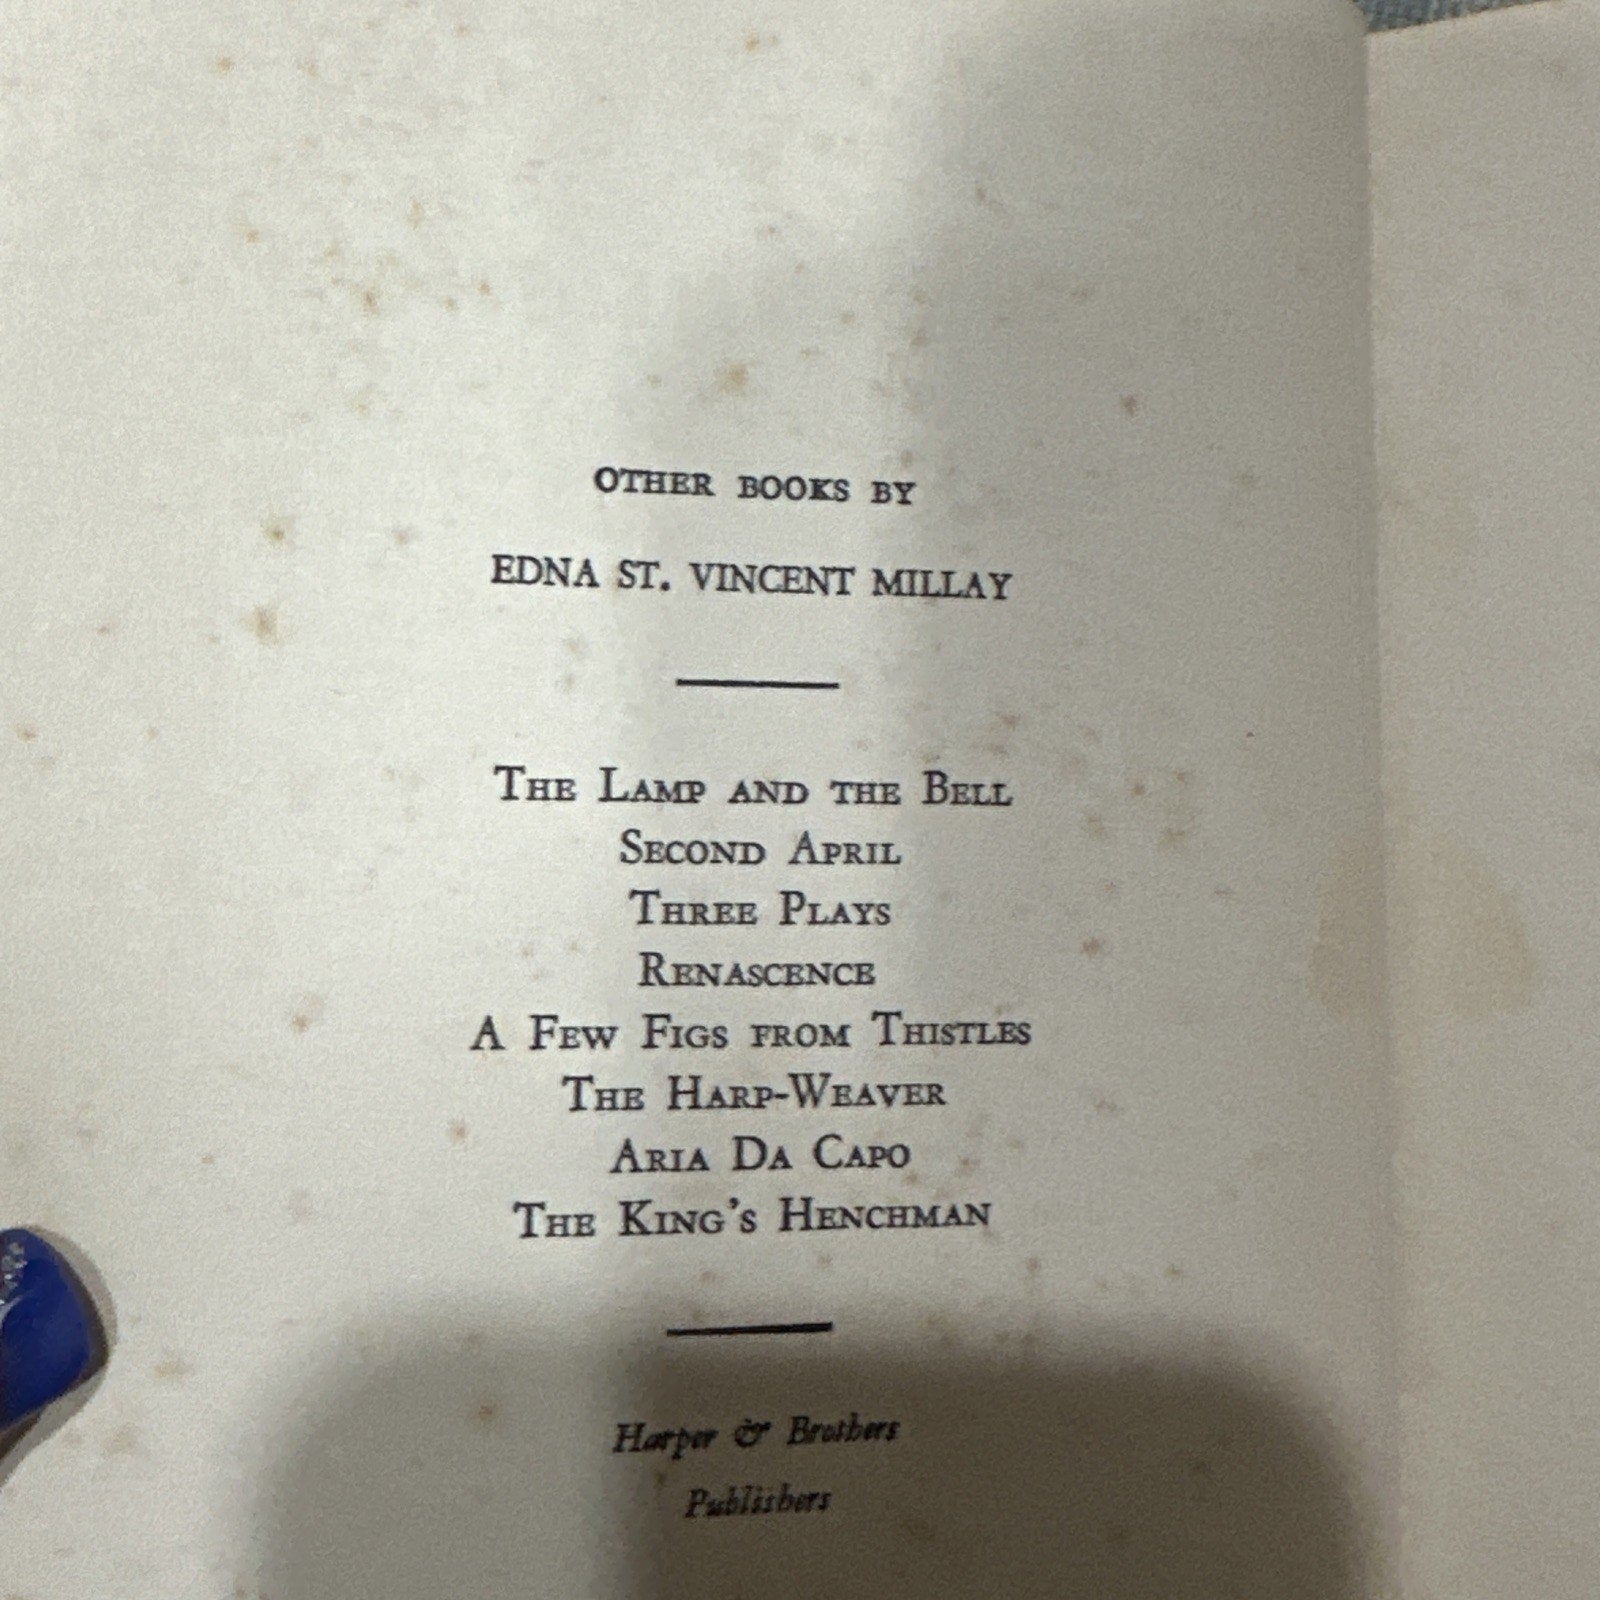 OTHER BOOKS BY
EDNA ST. VINCENT MILLAY
THE LAMP AND THE BELL
SECOND APRIL
THREE PLAYS
RENASCENCE
A FEW FIGS FROM THISTLES
THE HARP-WEAVER
ARIA DA CAPO
THE KING'S HENCHMAN
Harper & Brothers
Publishers